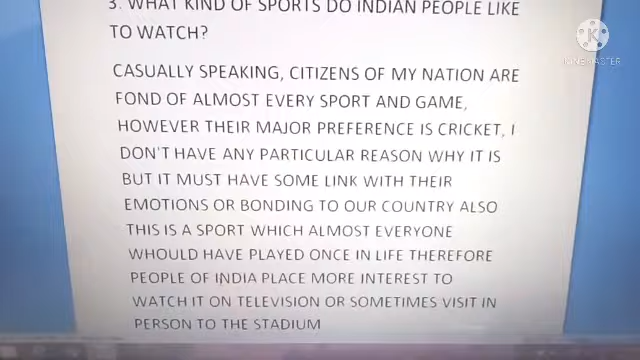 3. WHAT KIND OF SPORTS DO INDIAN PEOPLE LIKE
TO WATCH?
CASUALLY SPEAKING, CITIZENS OF MY NATION ARE
FOND OF ALMOST EVERY SPORT AND GAME,
HOWEVER THEIR MAJOR PREFERENCE IS CRICKET, I
DON'T HAVE ANY PARTICULAR REASON WHY IT IS
BUT IT MUST HAVE SOME LINK WITH THEIR
EMOTIONS OR BONDING TO OUR COUNTRY ALSO
THIS IS A SPORT WHICH ALMOST EVERYONE
WHOULD HAVE PLAYED ONCE IN LIFE THEREFORE
PEOPLE OF INDIA PLACE MORE INTEREST TO
WATCH IT ON TELEVISION OR SOMETIMES VISIT IN
PERSON TO THE STADIUM
KINEMASTER